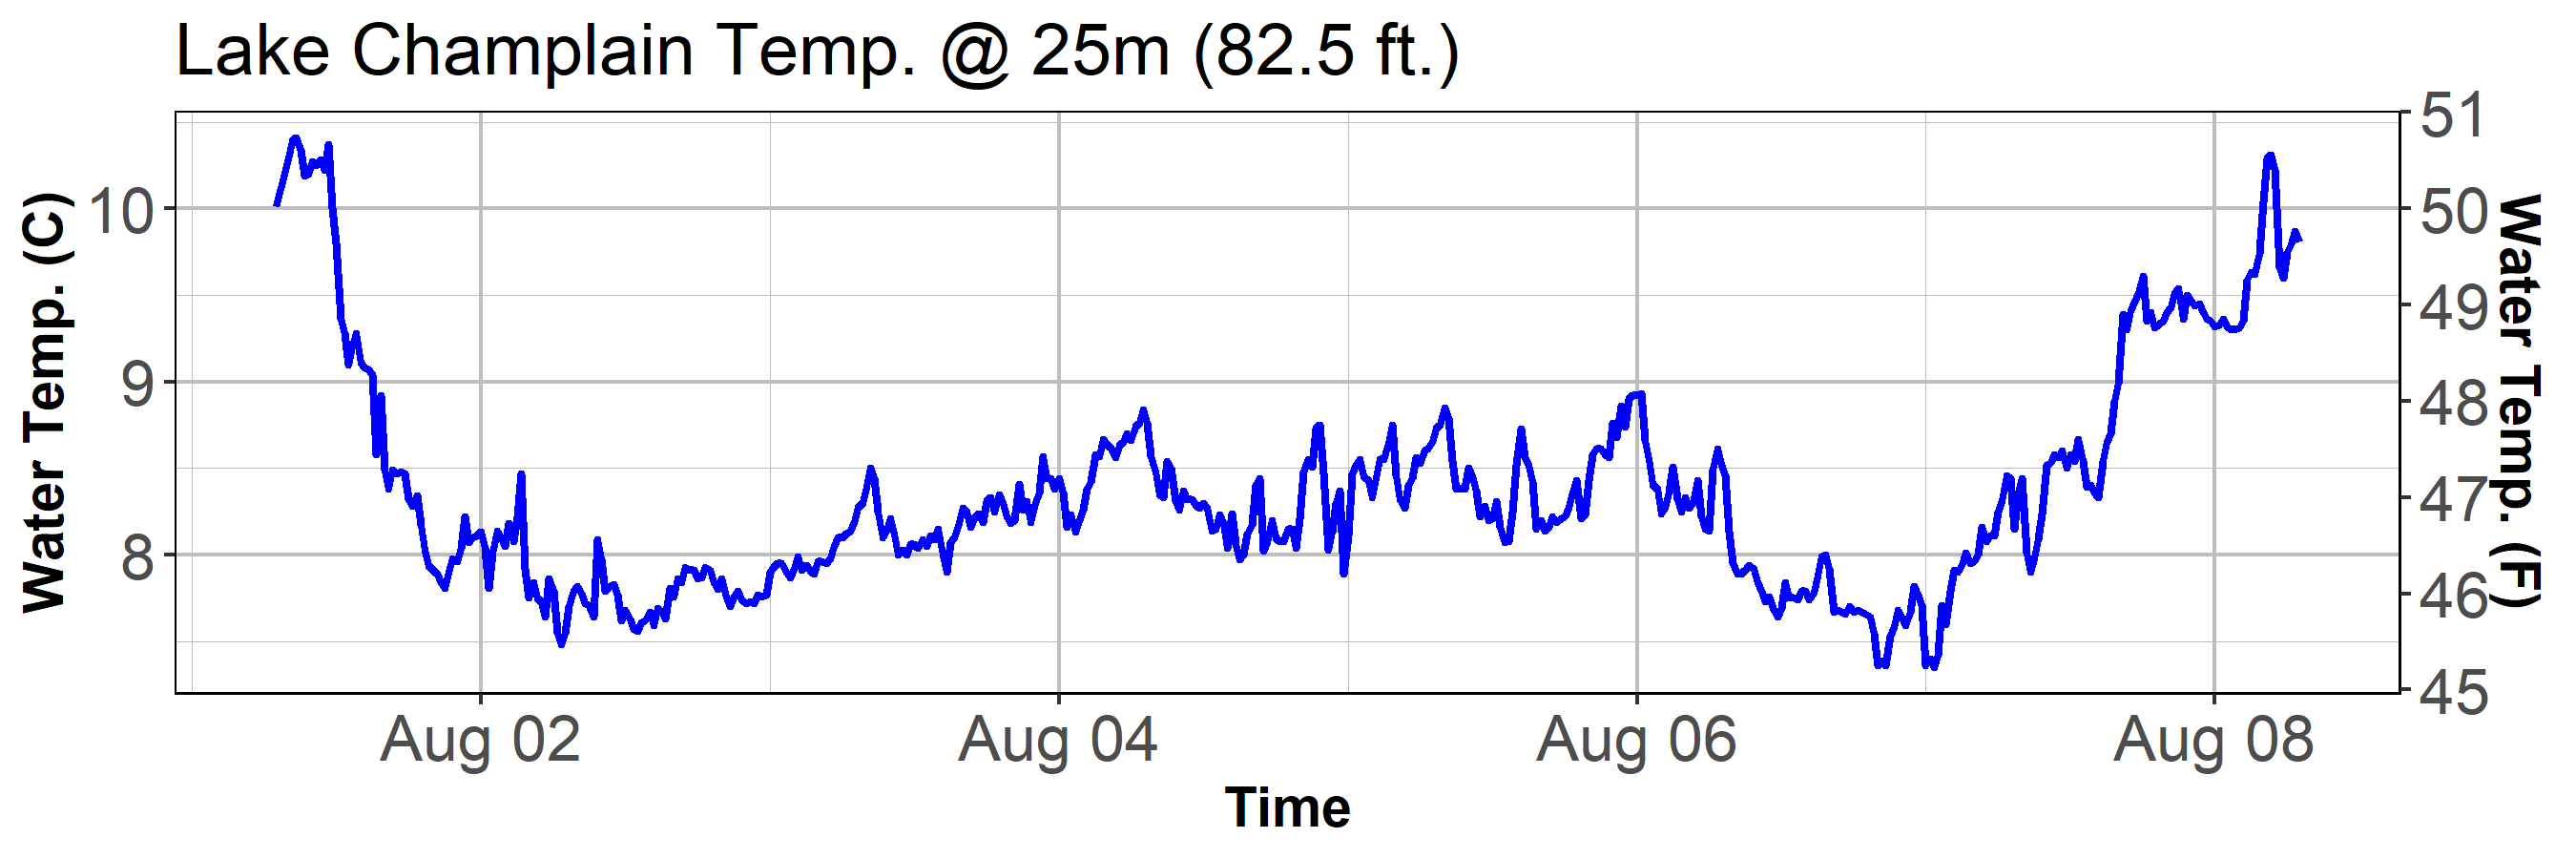 Lake Champlain Temp. @ 25m (82.5 ft.)
Water Temp. (C)
10
9
8
51
50
49
48
47
46
45
Water Temp. (F)
Aug 02
Aug 04
Aug 06
Aug 08
Time